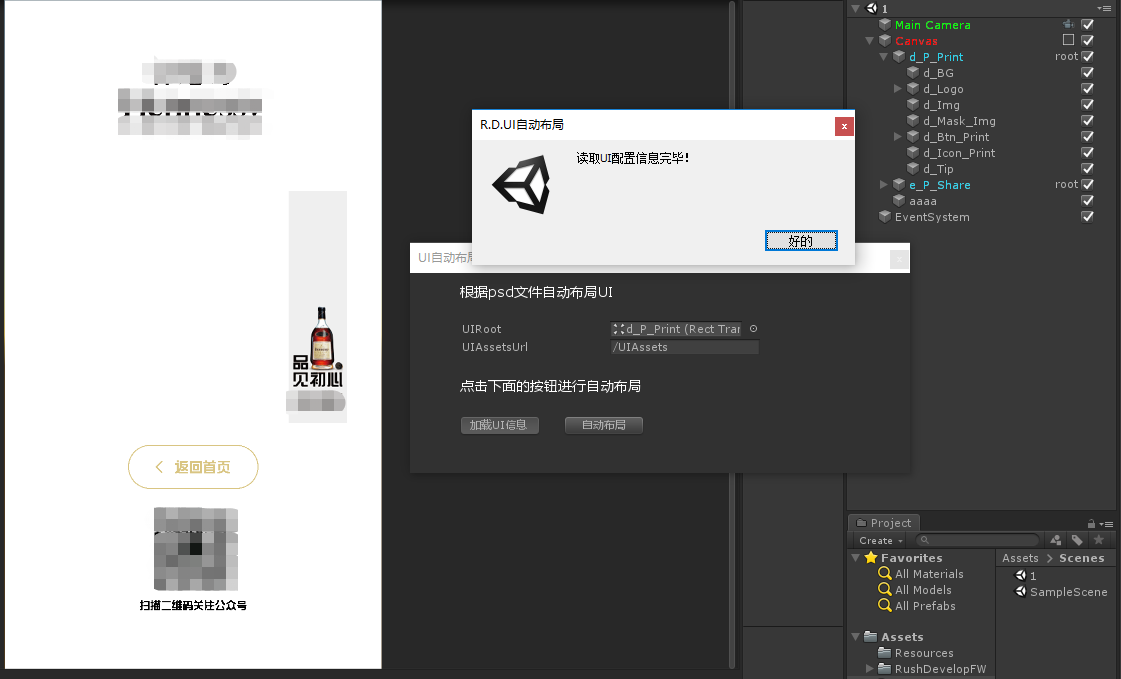 品
见初心
返回首页
扫描二维码关注公众号
R.D.UI自动布局
读取UI配置信息完毕!
好的
UI自动布局
根据psd文件自动布局UI
UIRoot
d_P_Print (Rect Tran
UIAssetsUrl
/UIAssets
点击下面的按钮进行自动布局
加载UI信息
自动布局
1
Main Camera
Canvas
d_P_Print
root
d_BG
d_Logo
d_Img
d_Mask_Img
d_Btn_Print
d_Icon_Print
d_Tip
e_P_Share
root
aaaa
EventSystem
Project
Create
Favorites
All Materials
All Models
All Prefabs
Assets
Resources
RushDevelopFW
Assets > Scenes
1
SampleScene